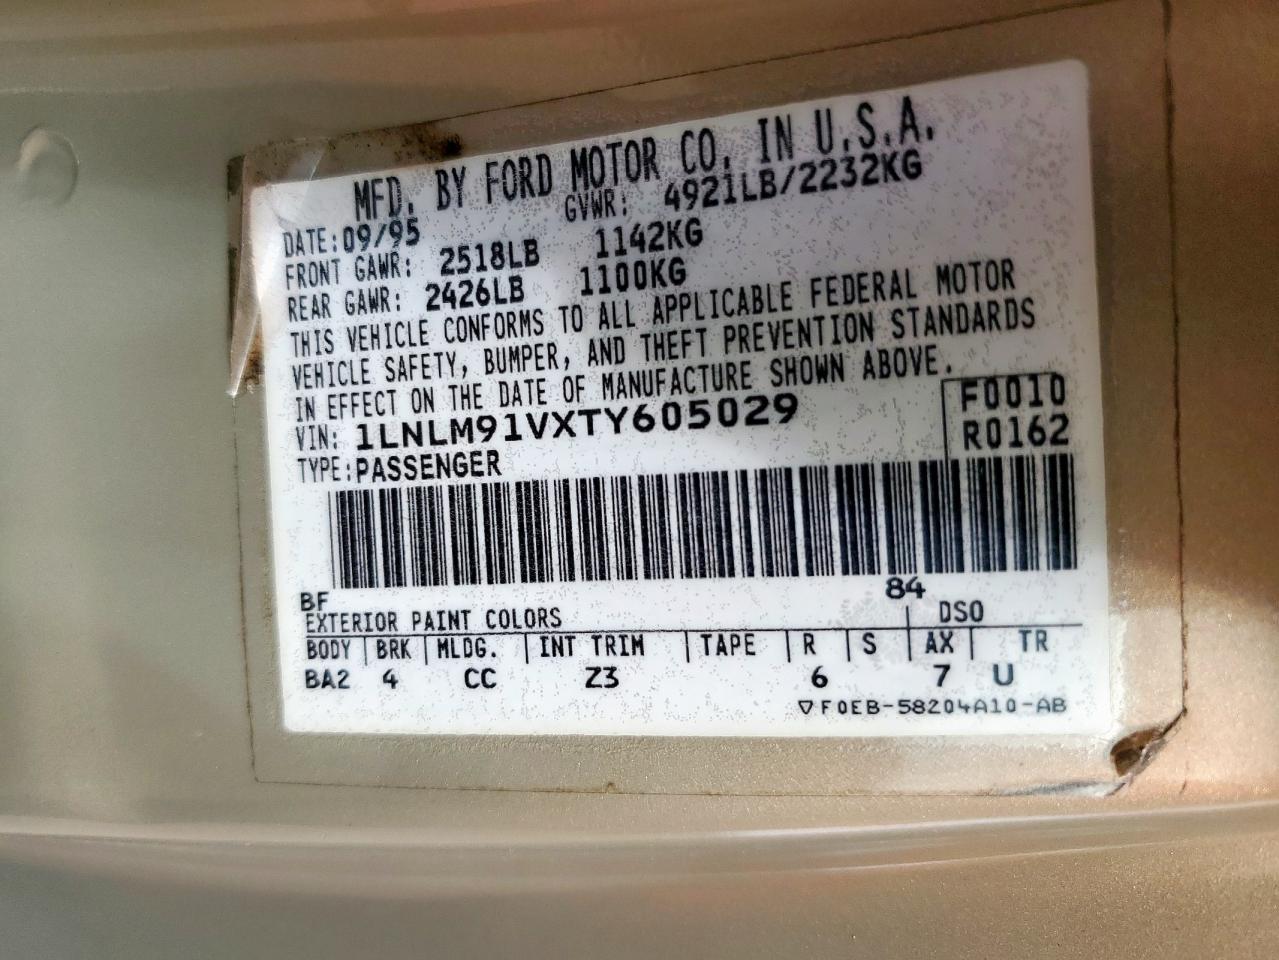 MFD. BY FORD MOTOR CO. IN U.S.A.
DATE:09/95 GVWR: 4921LB/2232KG
FRONT GAWR: 2518LB 1142KG
REAR GAWR: 2426LB 1100KG
THIS VEHICLE CONFORMS TO ALL APPLICABLE FEDERAL MOTOR
VEHICLE SAFETY, BUMPER, AND THEFT PREVENTION STANDARDS
IN EFFECT ON THE DATE OF MANUFACTURE SHOWN ABOVE.
VIN: 1LNLM91VXTY605029 F0010
TYPE:PASSENGER R0162
BF 84
EXTERIOR PAINT COLORS DSO
BODY BRK MLDG. INT TRIM TAPE R S AX TR
BA2 4 CC Z3 6 7 U
▽F0EB-58204A10-AB